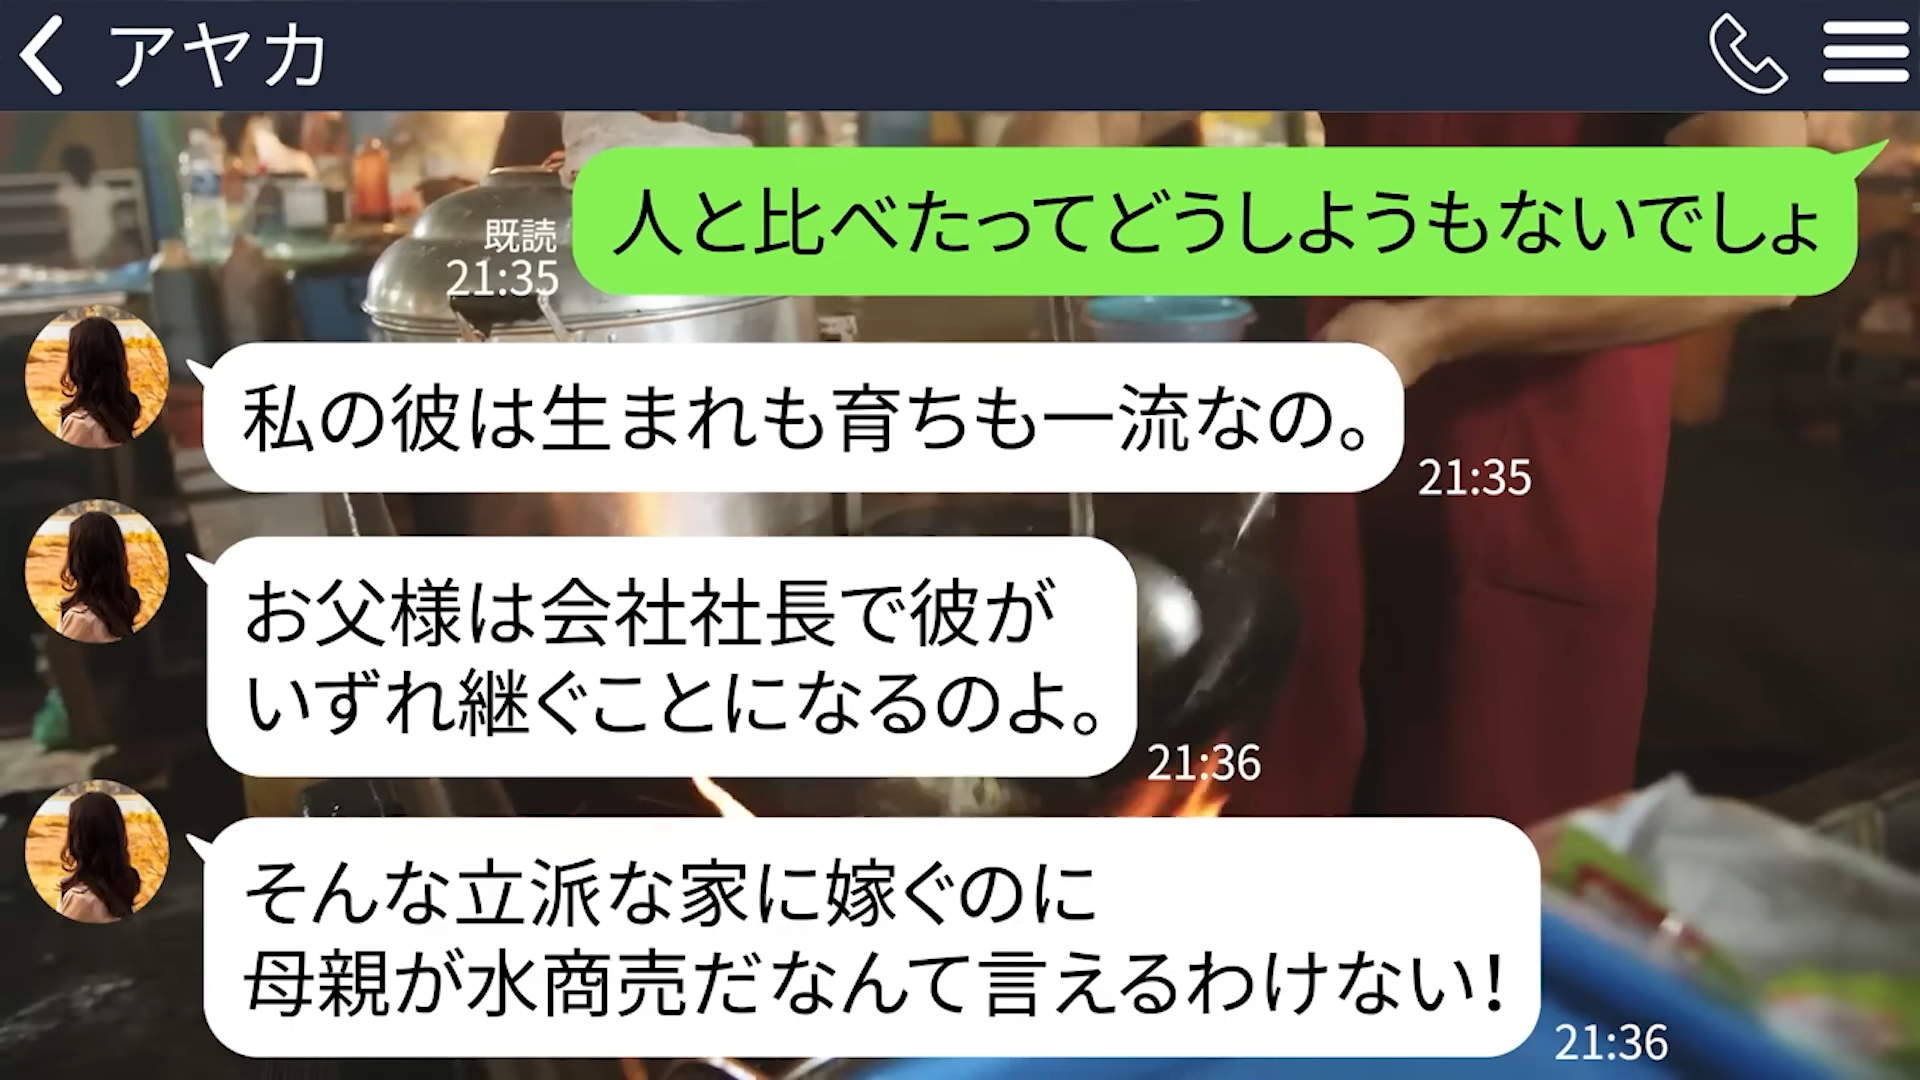 アヤカ
人と比べたってどうしようもないでしょ
既読
21:35
私の彼は生まれも育ちも一流なの。
21:35
お父様は会社社長で彼が
いずれ継ぐことになるのよ。
21:36
そんな立派な家に嫁ぐのに
母親が水商売だなんて言えるわけない！
21:36